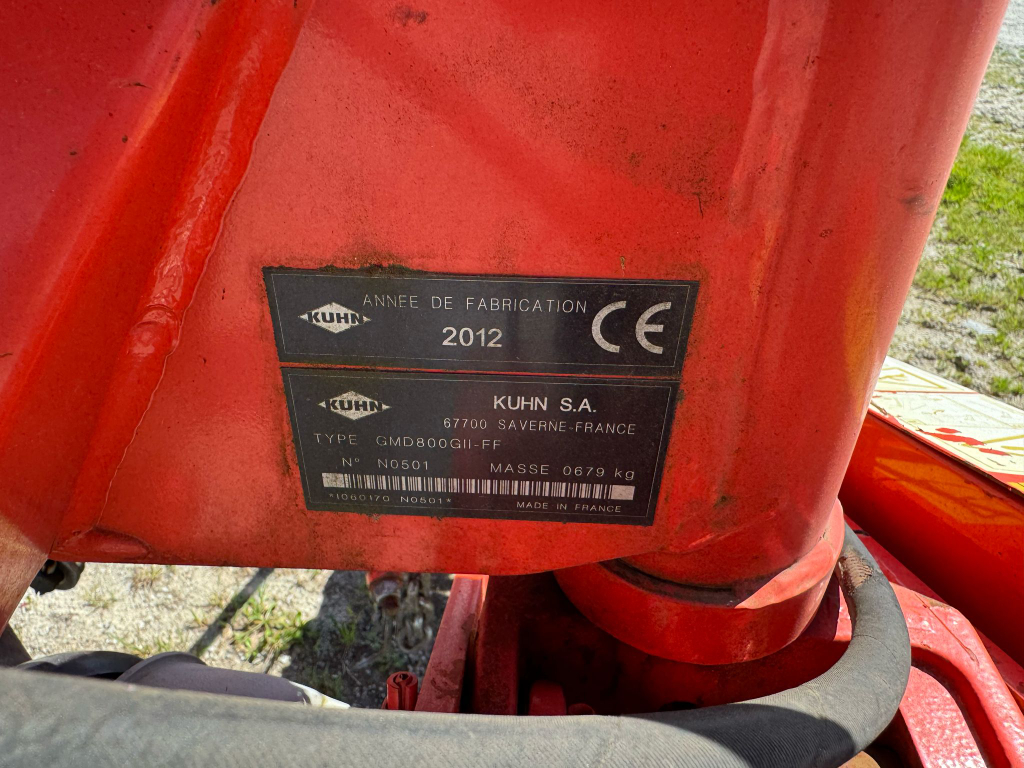 KUHN
ANNEE DE FABRICATION
2012
CE
KUHN
KUHN S.A.
67700 SAVERNE-FRANCE
TYPE GMD800GII-FF
N° N0501 MASSE 0679 kg
*1060170 N0501*
MADE IN FRANCE